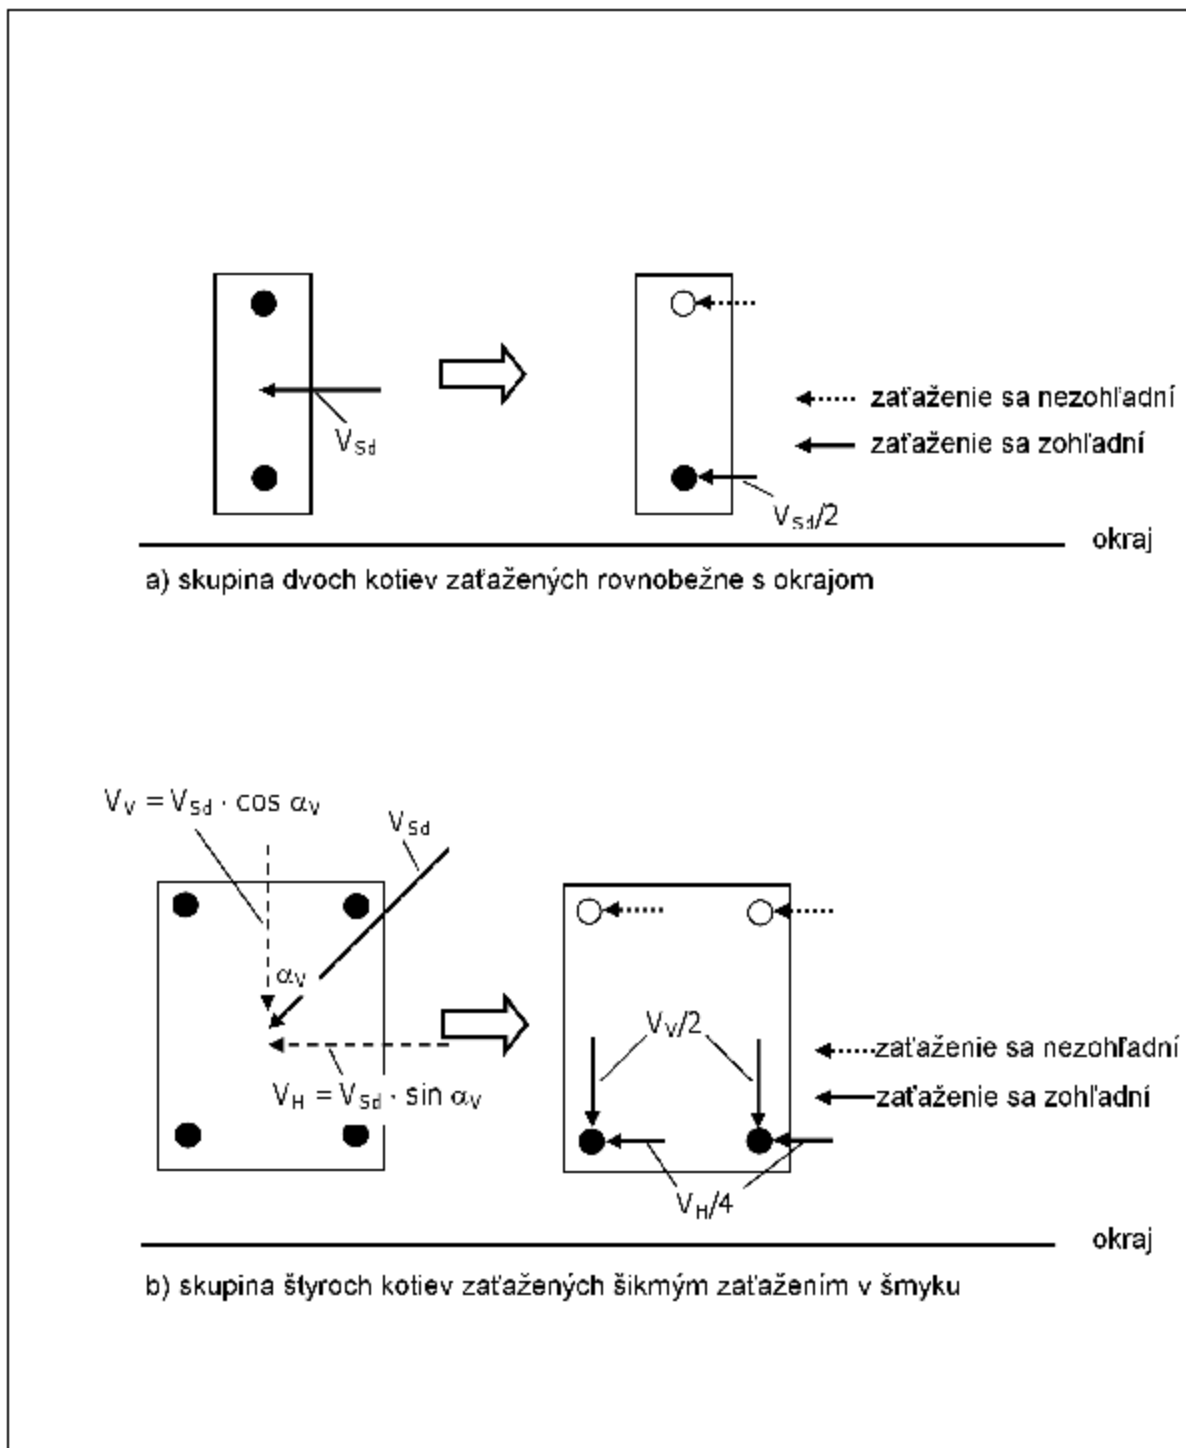 V_Sd
zaťaženie sa nezohľadní
zaťaženie sa zohľadní
V_Sd/2
okraj
a) skupina dvoch kotiev zaťažených rovnobežne s okrajom
V_V = V_Sd · cos α_V
V_Sd
α_V
V_H = V_Sd · sin α_V
V_V/2
zaťaženie sa nezohľadní
zaťaženie sa zohľadní
V_H/4
okraj
b) skupina štyroch kotiev zaťažených šikmým zaťažením v šmyku